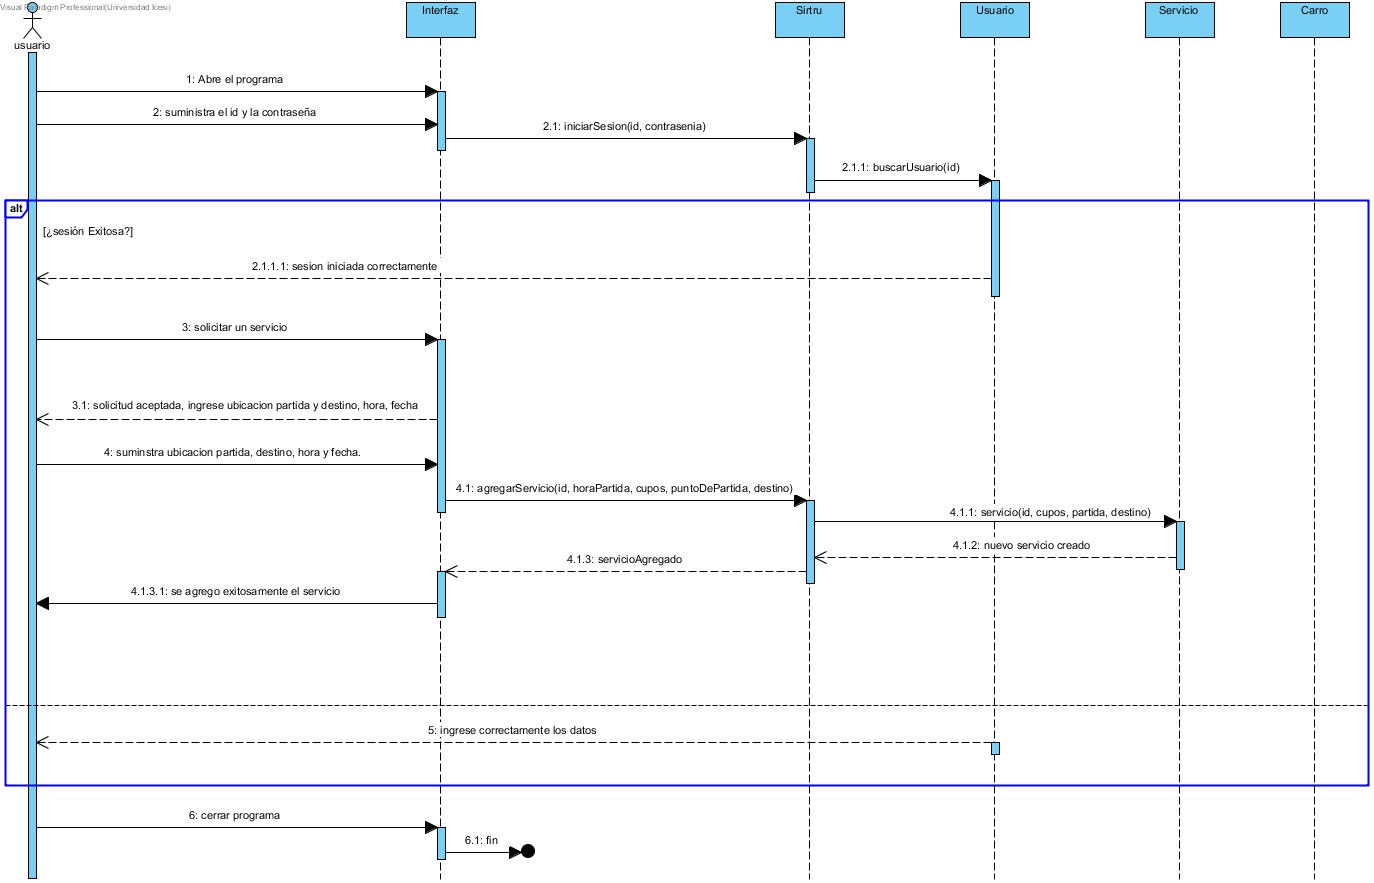 Visual Paradigm Professional(Universidad Icesi)
usuario
Interfaz
Sirtru
Usuario
Servicio
Carro
1: Abre el programa
2: suministra el id y la contraseña
2.1: iniciarSesion(id, contrasenia)
2.1.1: buscarUsuario(id)
alt
[¿sesión Exitosa?]
2.1.1.1: sesion iniciada correctamente
3: solicitar un servicio
3.1: solicitud aceptada, ingrese ubicacion partida y destino, hora, fecha
4: suminstra ubicacion partida, destino, hora y fecha.
4.1: agregarServicio(id, horaPartida, cupos, puntoDePartida, destino)
4.1.1: servicio(id, cupos, partida, destino)
4.1.2: nuevo servicio creado
4.1.3: servicioAgregado
4.1.3.1: se agrego exitosamente el servicio
5: ingrese correctamente los datos
6: cerrar programa
6.1: fin